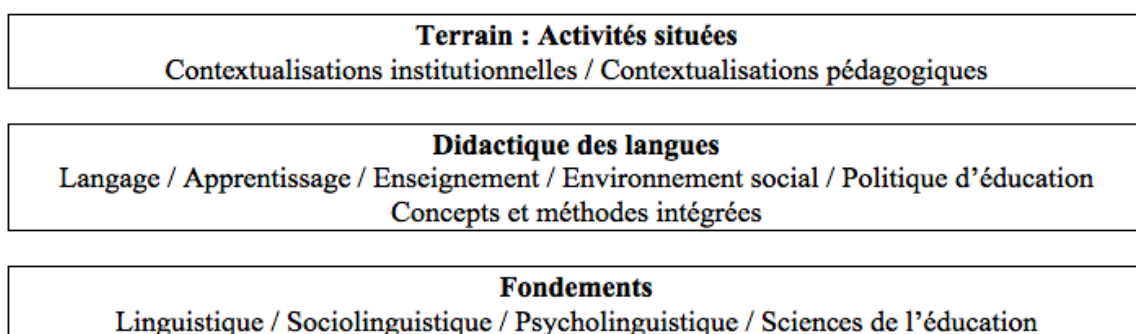 Terrain : Activités situées
Contextualisations institutionnelles / Contextualisations pédagogiques
Didactique des langues
Langage / Apprentissage / Enseignement / Environnement social / Politique d’éducation
Concepts et méthodes intégrées
Fondements
Linguistique / Sociolinguistique / Psycholinguistique / Sciences de l’éducation